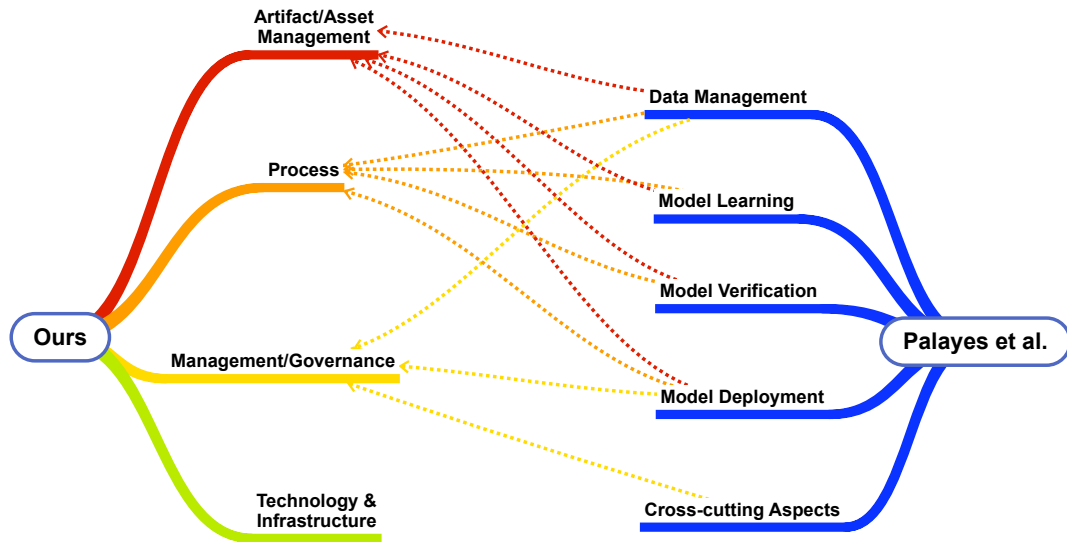 Artifact/Asset
Management
Process
Ours
Management/Governance
Technology &
Infrastructure
Data Management
Model Learning
Model Verification
Palayes et al.
Model Deployment
Cross-cutting Aspects